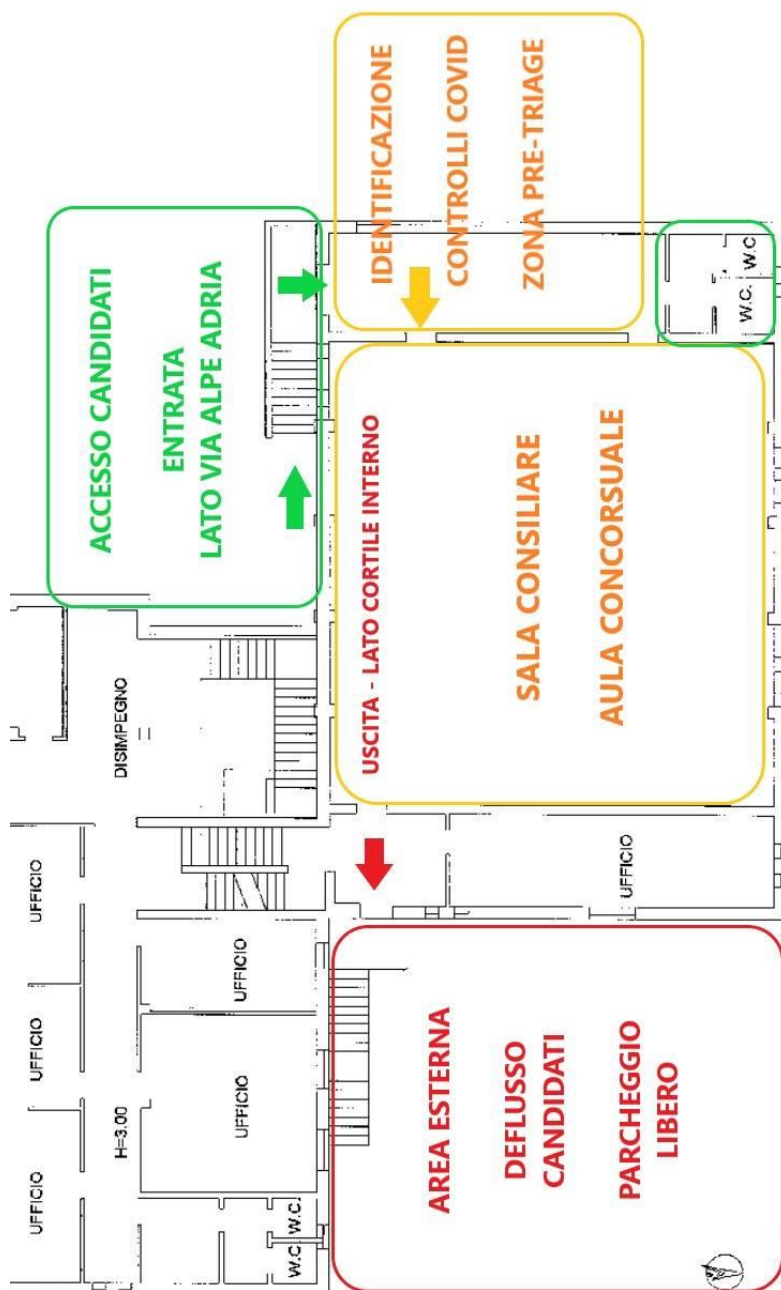 IDENTIFICAZIONE
CONTROLLI COVID
ZONA PRE-TRIAGE
ACCESSO CANDIDATI
ENTRATA
LATO VIA ALPE ADRIA
W.C.
W.C
USCITA - LATO CORTILE INTERNO
SALA CONSILIARE
AULA CONCORSUALE
DISIMPEGNO
UFFICIO
UFFICIO
UFFICIO
UFFICIO
UFFICIO
UFFICIO
H=3.00
W.C.
W.C.
AREA ESTERNA
DEFLUSSO
CANDIDATI
PARCHEGGIO
LIBERO